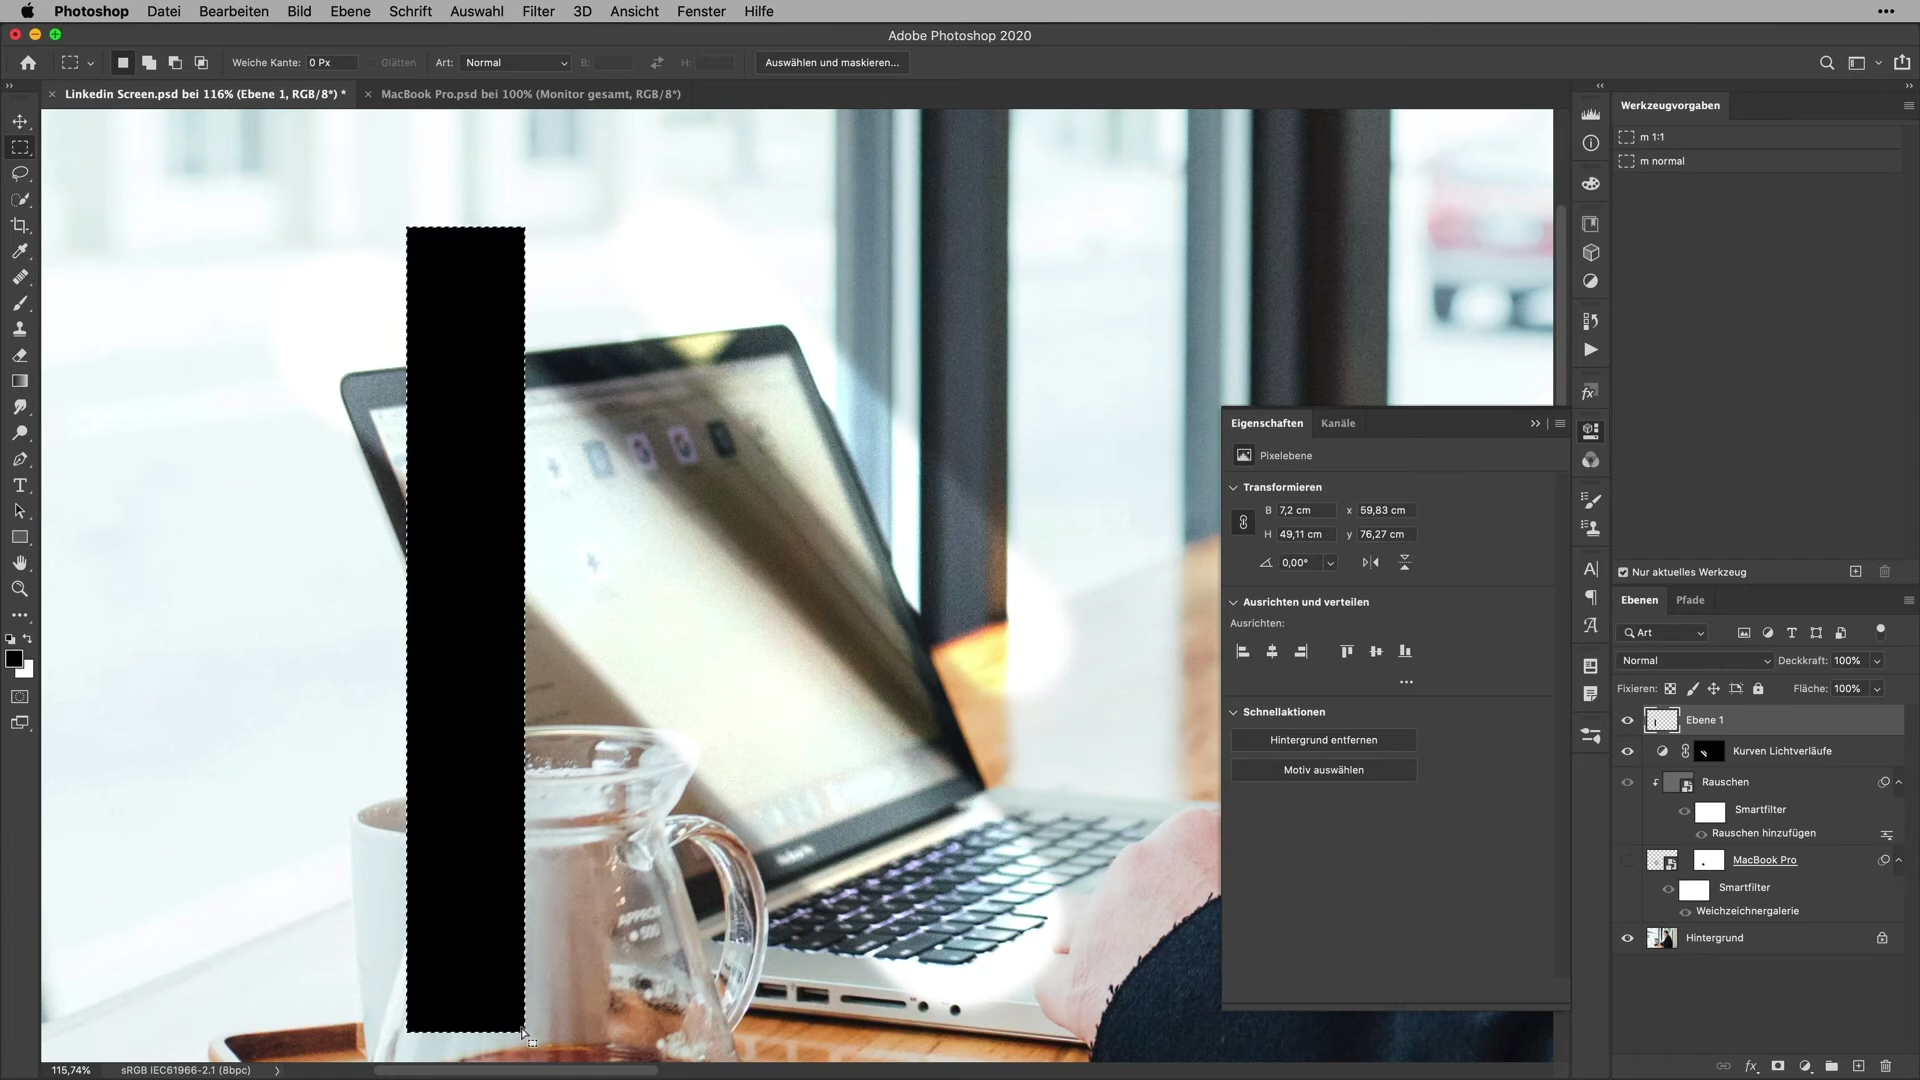 Photoshop Datei Bearbeiten Bild Ebene Schrift Auswahl Filter 3D Ansicht Fenster Hilfe
Adobe Photoshop 2020
Weiche Kante: 0 Px Glätten Art: Normal B: H: Auswählen und maskieren...
Linkedin Screen.psd bei 116% (Ebene 1, RGB/8*) *
MacBook Pro.psd bei 100% (Monitor gesamt, RGB/8*)
Werkzeugvorgaben
m 1:1
m normal
Nur aktuelles Werkzeug
Eigenschaften Kanäle
Pixelebene
Transformieren
B 7,2 cm x 59,83 cm
H 49,11 cm y 76,27 cm
0,00°
Ausrichten und verteilen
Ausrichten:
Schnellaktionen
Hintergrund entfernen
Motiv auswählen
Ebenen Pfade
Art
Normal Deckkraft: 100%
Fixieren: Fläche: 100%
Ebene 1
Kurven Lichtverläufe
Rauschen
Smartfilter
Rauschen hinzufügen
MacBook Pro
Smartfilter
Weichzeichnergalerie
Hintergrund
APPROX
500
115,74% sRGB IEC61966-2.1 (8bpc)